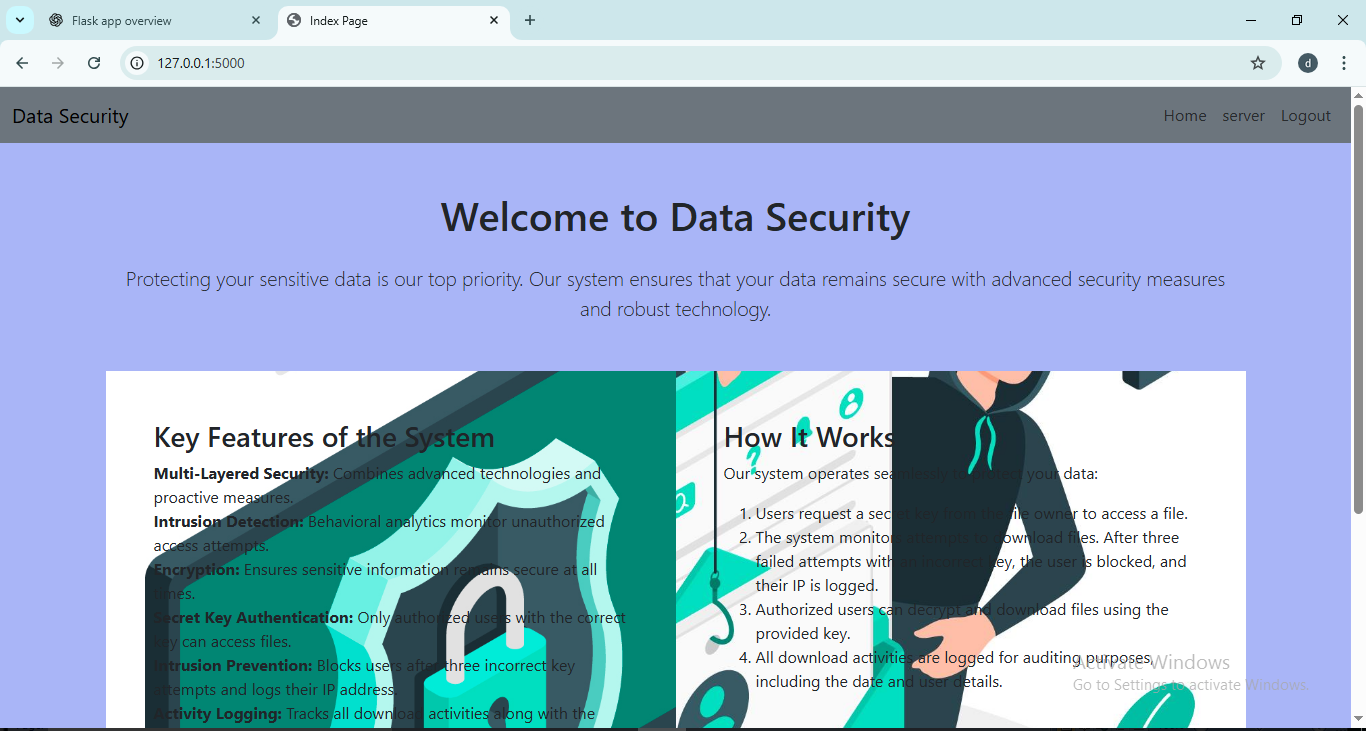 Flask app overview
Index Page
127.0.0.1:5000
d
Data Security
Home server Logout
Welcome to Data Security
Protecting your sensitive data is our top priority. Our system ensures that your data remains secure with advanced security measures
and robust technology.
Key Features of the System
Multi-Layered Security: Combines advanced technologies and
proactive measures.
Intrusion Detection: Behavioral analytics monitor unauthorized
access attempts.
Encryption: Ensures sensitive information remains secure at all
times.
Secret Key Authentication: Only authorized users with the correct
key can access files.
Intrusion Prevention: Blocks users after three incorrect key
attempts and logs their IP address.
Activity Logging: Tracks all download activities along with the
How It Works
Our system operates seamlessly to protect your data:
1. Users request a secret key from the file owner to access a file.
2. The system monitors attempts to download files. After three
failed attempts with an incorrect key, the user is blocked, and
their IP is logged.
3. Authorized users can decrypt and download files using the
provided key.
4. All download activities are logged for auditing purposes,
including the date and user details.
Activate Windows
Go to Settings to activate Windows.